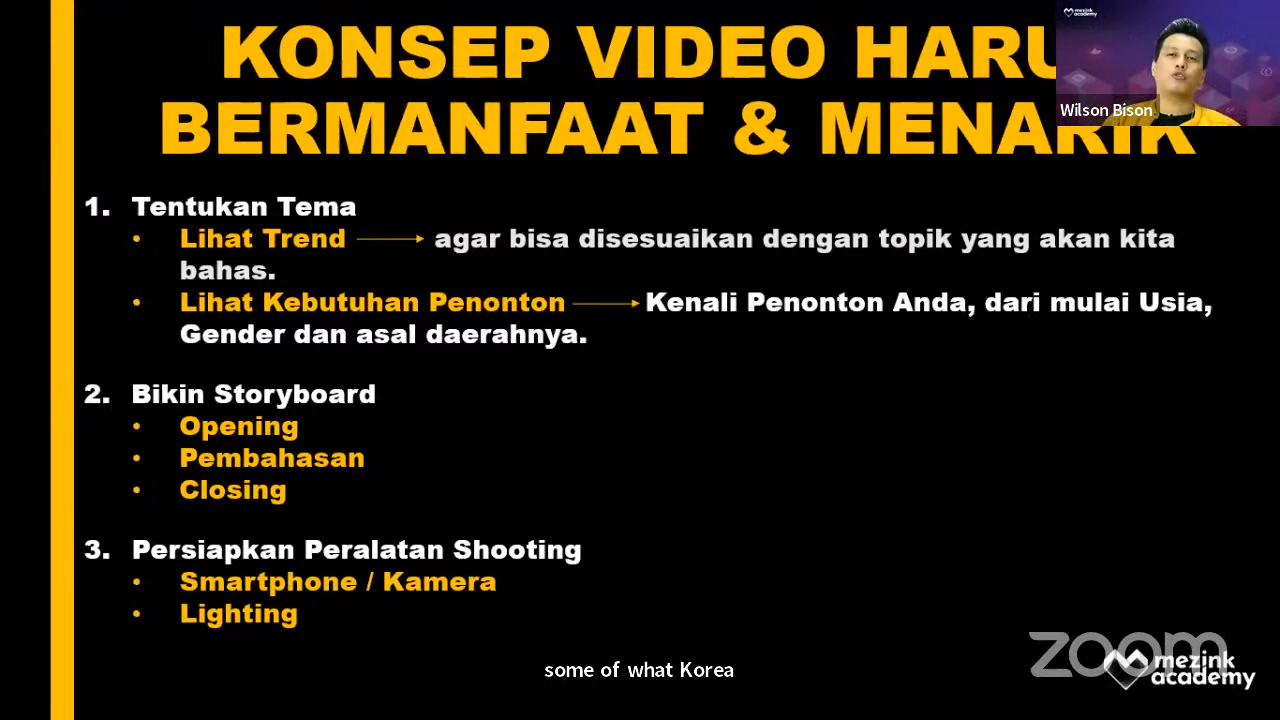 KONSEP VIDEO HARU
BERMANFAAT & MENARIK
mezink
academy
Wilson Bison
1. Tentukan Tema
• Lihat Trend agar bisa disesuaikan dengan topik yang akan kita
bahas.
• Lihat Kebutuhan Penonton Kenali Penonton Anda, dari mulai Usia,
Gender dan asal daerahnya.
2. Bikin Storyboard
• Opening
• Pembahasan
• Closing
3. Persiapkan Peralatan Shooting
• Smartphone / Kamera
• Lighting
some of what Korea
zoom
mezink
academy